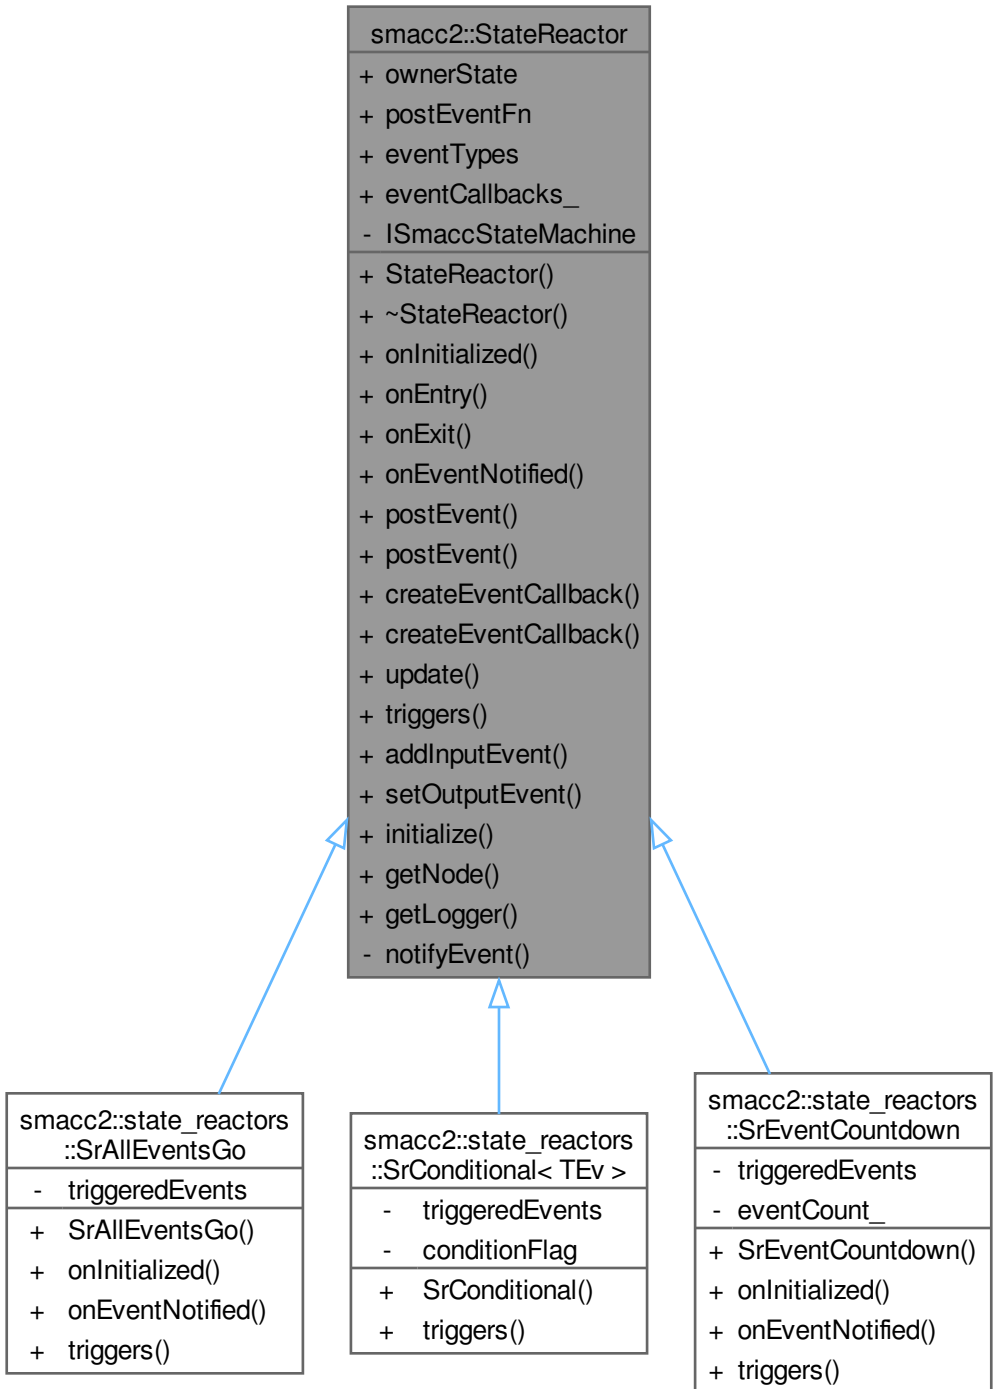 smacc2::StateReactor
+ ownerState
+ postEventFn
+ eventTypes
+ eventCallbacks_
- ISmaccStateMachine
+ StateReactor()
+ ~StateReactor()
+ onInitialized()
+ onEntry()
+ onExit()
+ onEventNotified()
+ postEvent()
+ postEvent()
+ createEventCallback()
+ createEventCallback()
+ update()
+ triggers()
+ addInputEvent()
+ setOutputEvent()
+ initialize()
+ getNode()
+ getLogger()
- notifyEvent()
smacc2::state_reactors
::SrAllEventsGo
- triggeredEvents
+ SrAllEventsGo()
+ onInitialized()
+ onEventNotified()
+ triggers()
smacc2::state_reactors
::SrConditional< TEv >
- triggeredEvents
- conditionFlag
+ SrConditional()
+ triggers()
smacc2::state_reactors
::SrEventCountdown
- triggeredEvents
- eventCount_
+ SrEventCountdown()
+ onInitialized()
+ onEventNotified()
+ triggers()